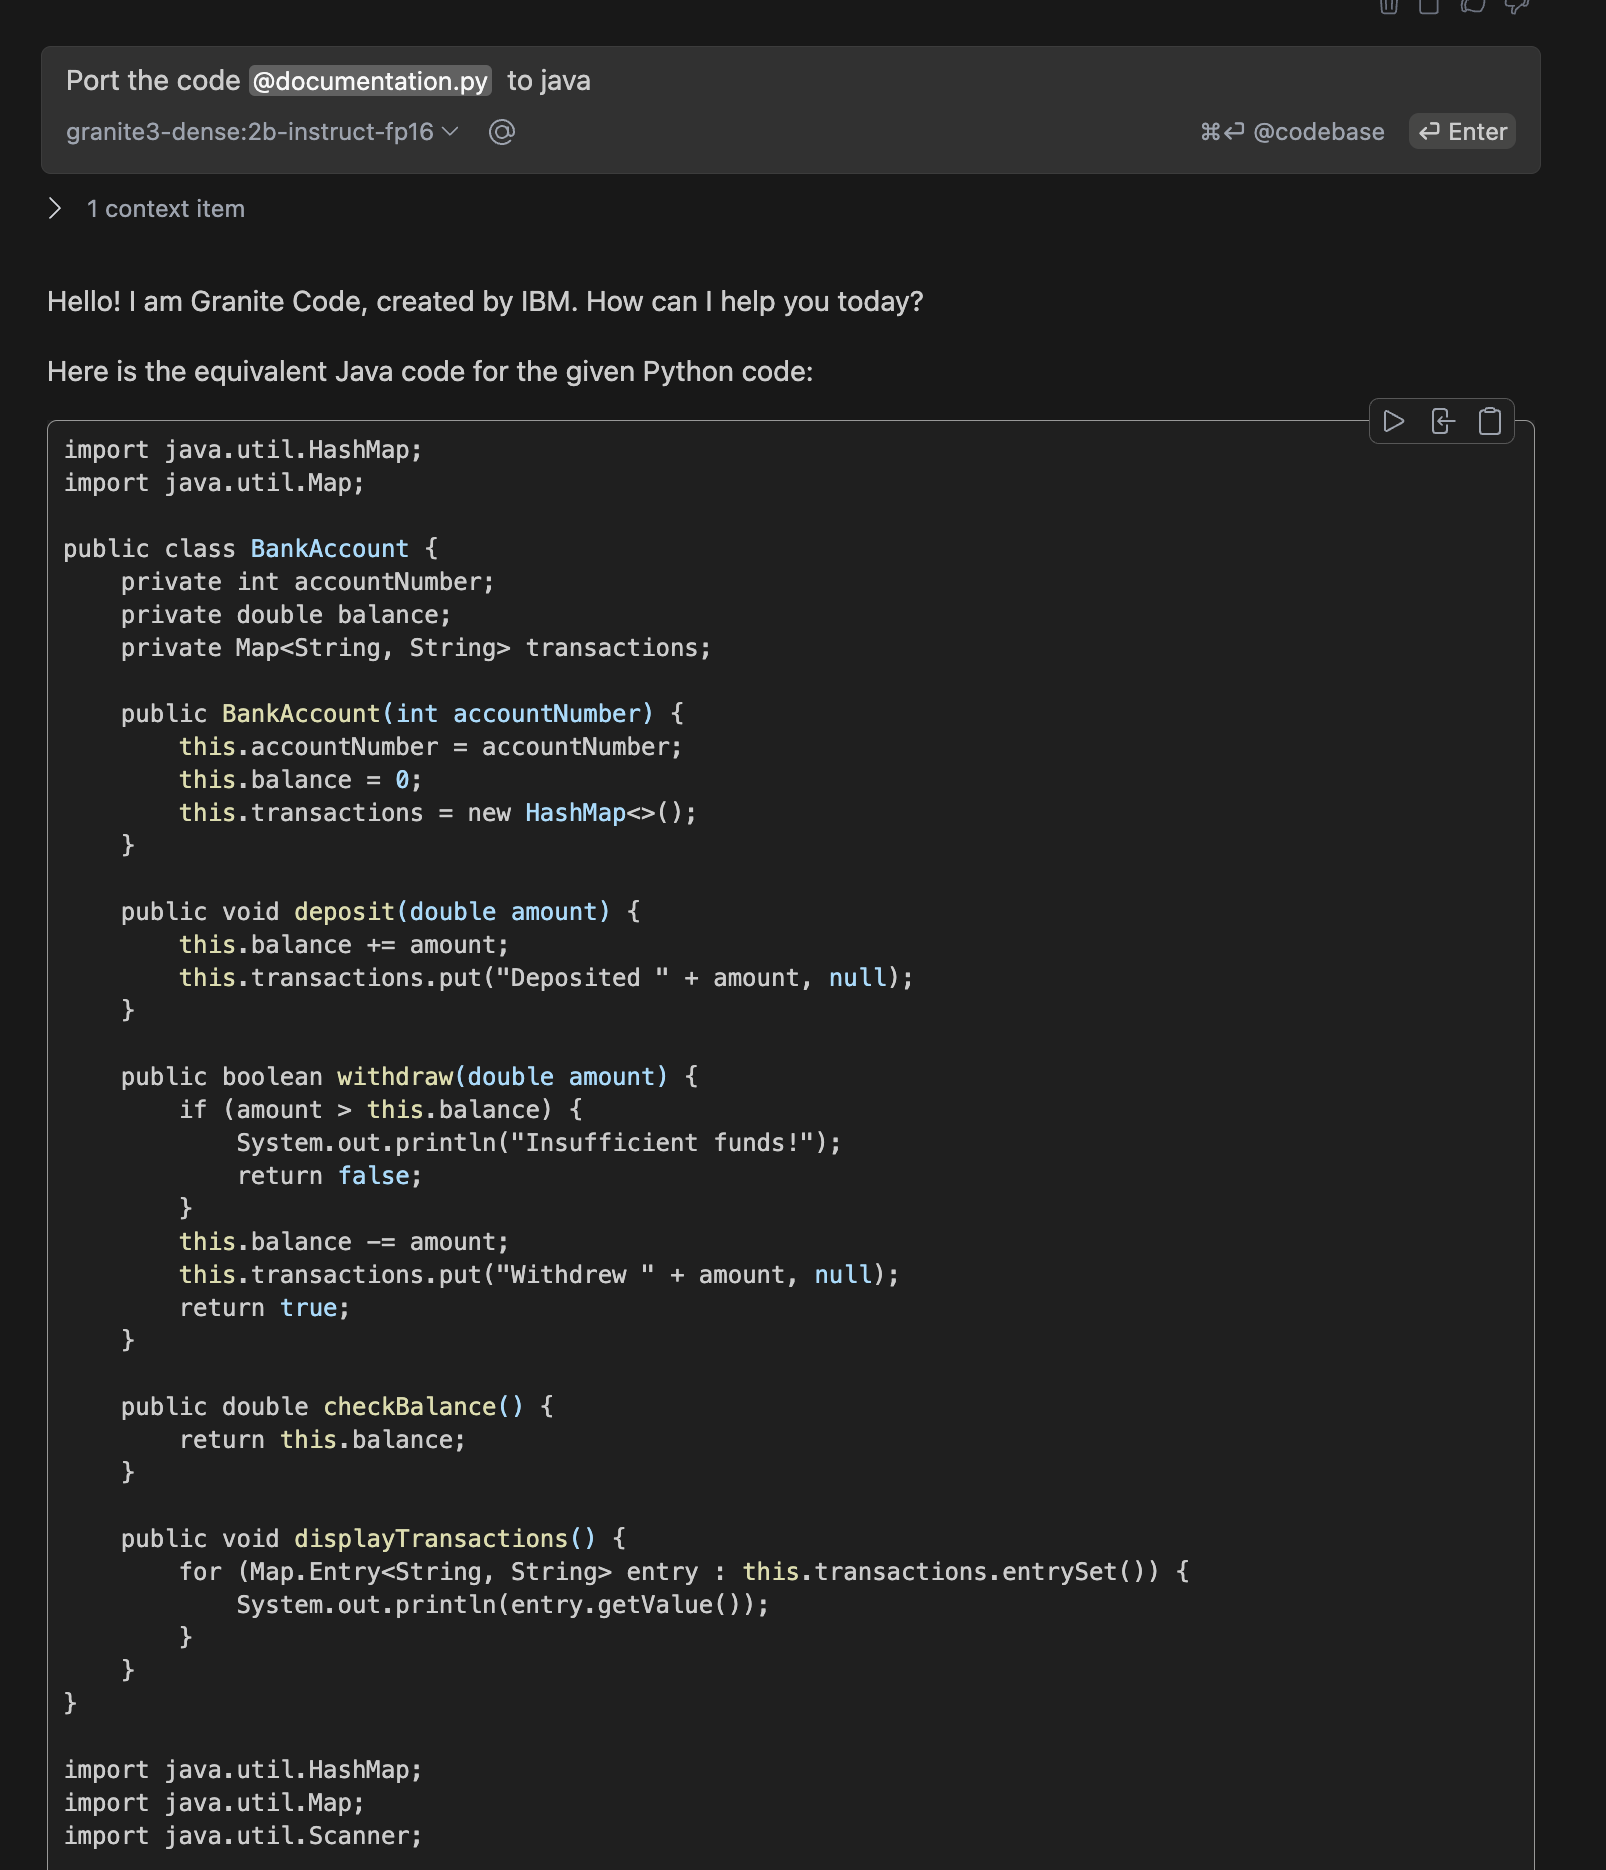 Port the code @documentation.py to java
granite3-dense:2b-instruct-fp16 @ ⌘⏎ @codebase ⏎ Enter
1 context item
Hello! I am Granite Code, created by IBM. How can I help you today?
Here is the equivalent Java code for the given Python code:
import java.util.HashMap;
import java.util.Map;
public class BankAccount {
    private int accountNumber;
    private double balance;
    private Map<String, String> transactions;
    public BankAccount(int accountNumber) {
        this.accountNumber = accountNumber;
        this.balance = 0;
        this.transactions = new HashMap<>();
    }
    public void deposit(double amount) {
        this.balance += amount;
        this.transactions.put("Deposited " + amount, null);
    }
    public boolean withdraw(double amount) {
        if (amount > this.balance) {
            System.out.println("Insufficient funds!");
            return false;
        }
        this.balance -= amount;
        this.transactions.put("Withdrew " + amount, null);
        return true;
    }
    public double checkBalance() {
        return this.balance;
    }
    public void displayTransactions() {
        for (Map.Entry<String, String> entry : this.transactions.entrySet()) {
            System.out.println(entry.getValue());
        }
    }
}
import java.util.HashMap;
import java.util.Map;
import java.util.Scanner;